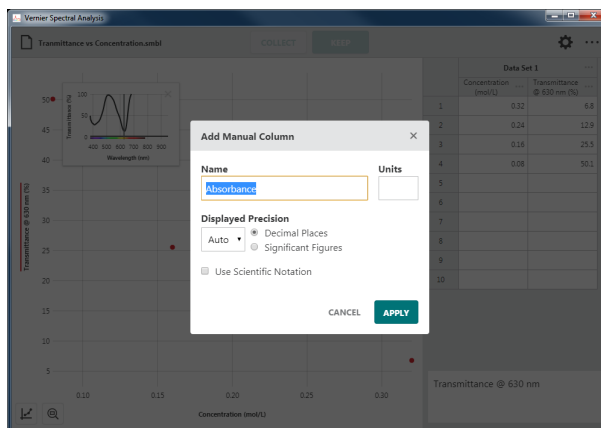 Vernier Spectral Analysis
Tranmittance vs Concentration.smbl
COLLECT
KEEP
Transmittance (%)
100
50
0
400 500 600 700 800 900
Wavelength (nm)
Transmittance @ 630 nm (%)
50
45
40
35
30
25
20
15
10
5
0.10 0.15 0.20 0.25 0.30
Concentration (mol/L)
Add Manual Column
Name Units
Absorbance
Displayed Precision
Auto
Decimal Places
Significant Figures
Use Scientific Notation
CANCEL APPLY
Data Set 1
Concentration (mol/L) Transmittance @ 630 nm (%)
1 0.32 6.8
2 0.24 12.9
3 0.16 25.5
4 0.08 50.1
5
6
7
8
9
10
Transmittance @ 630 nm